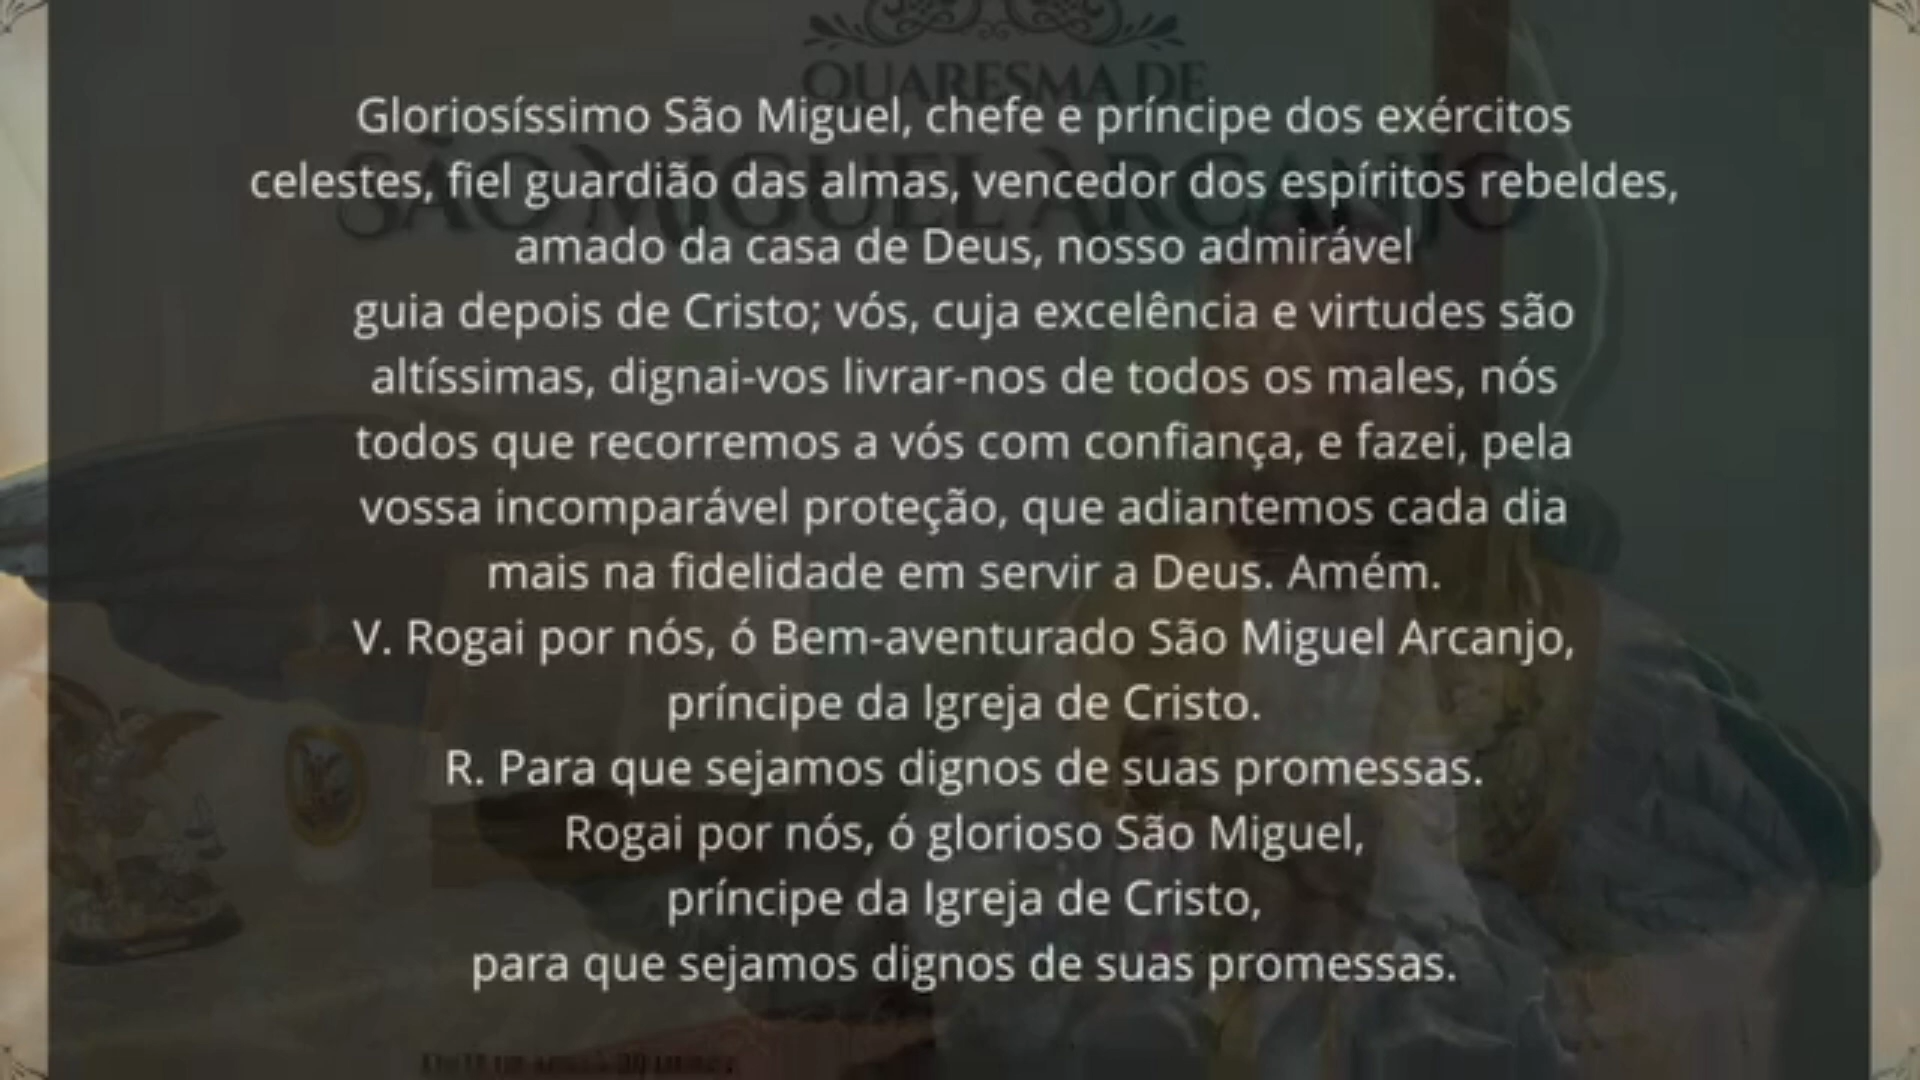 QUARESMA DE
SÃO MIGUEL ARCANJO
Gloriosíssimo São Miguel, chefe e príncipe dos exércitos
celestes, fiel guardião das almas, vencedor dos espíritos rebeldes,
amado da casa de Deus, nosso admirável
guia depois de Cristo; vós, cuja excelência e virtudes são
altíssimas, dignai-vos livrar-nos de todos os males, nós
todos que recorremos a vós com confiança, e fazei, pela
vossa incomparável proteção, que adiantemos cada dia
mais na fidelidade em servir a Deus. Amém.
V. Rogai por nós, ó Bem-aventurado São Miguel Arcanjo,
príncipe da Igreja de Cristo.
R. Para que sejamos dignos de suas promessas.
Rogai por nós, ó glorioso São Miguel,
príncipe da Igreja de Cristo,
para que sejamos dignos de suas promessas.